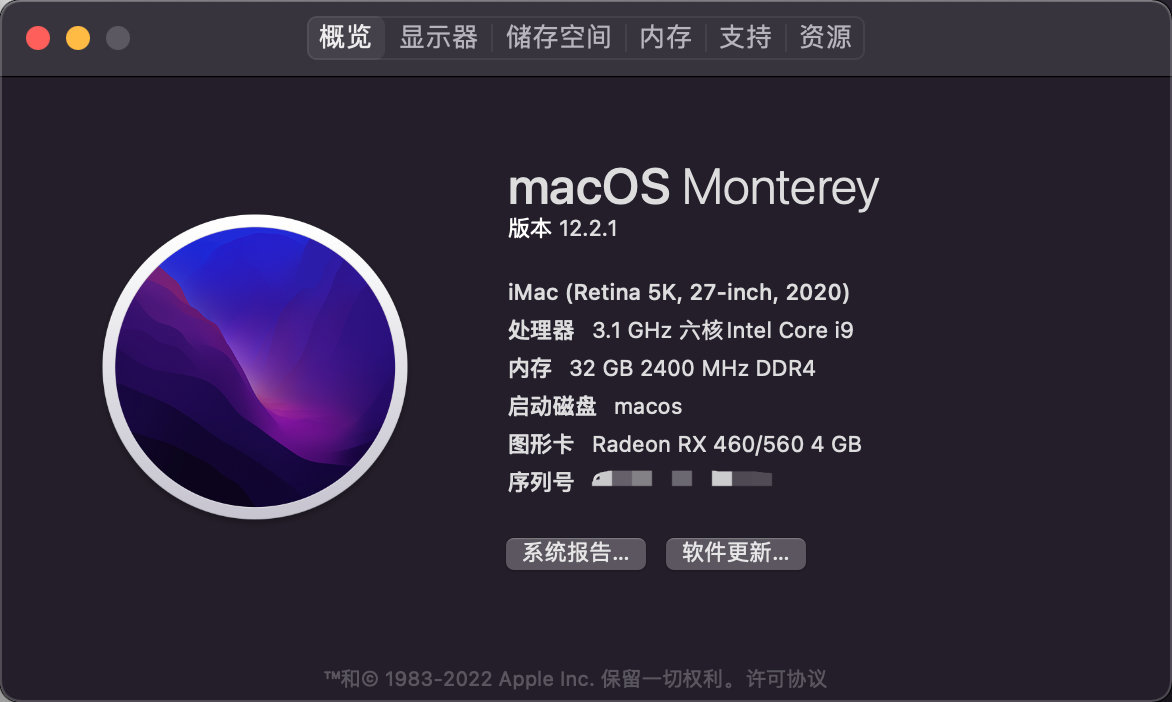 概览 显示器 储存空间 内存 支持 资源
macOS Monterey
版本 12.2.1
iMac (Retina 5K, 27-inch, 2020)
处理器 3.1 GHz 六核Intel Core i9
内存 32 GB 2400 MHz DDR4
启动磁盘 macos
图形卡 Radeon RX 460/560 4 GB
序列号
系统报告... 软件更新...
™和© 1983-2022 Apple Inc. 保留一切权利。许可协议